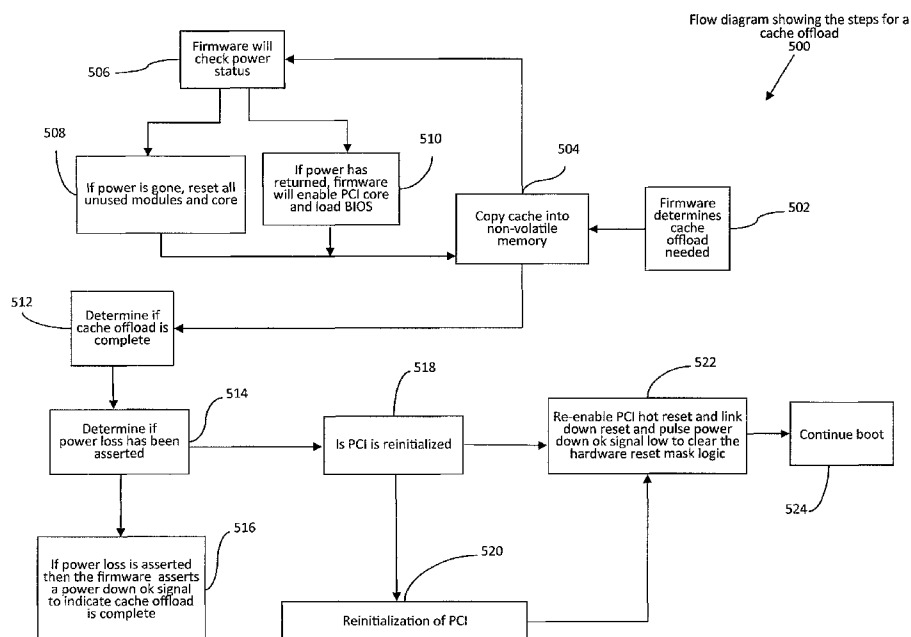 Flow diagram showing the steps for a
cache offload
500
Firmware will
check power
status
506
508
If power is gone, reset all
unused modules and core
510
If power has
returned, firmware
will enable PCI core
and load BIOS
504
Copy cache into
non-volatile
memory
502
Firmware
determines
cache
offload
needed
512
Determine if
cache offload is
complete
514
Determine if
power loss has been
asserted
518
Is PCI is reinitialized
522
Re-enable PCI hot reset and link
down reset and pulse power
down ok signal low to clear the
hardware reset mask logic
Continue boot
524
516
If power loss is asserted
then the firmware asserts
a power down ok signal
to indicate cache offload
is complete
520
Reinitialization of PCI